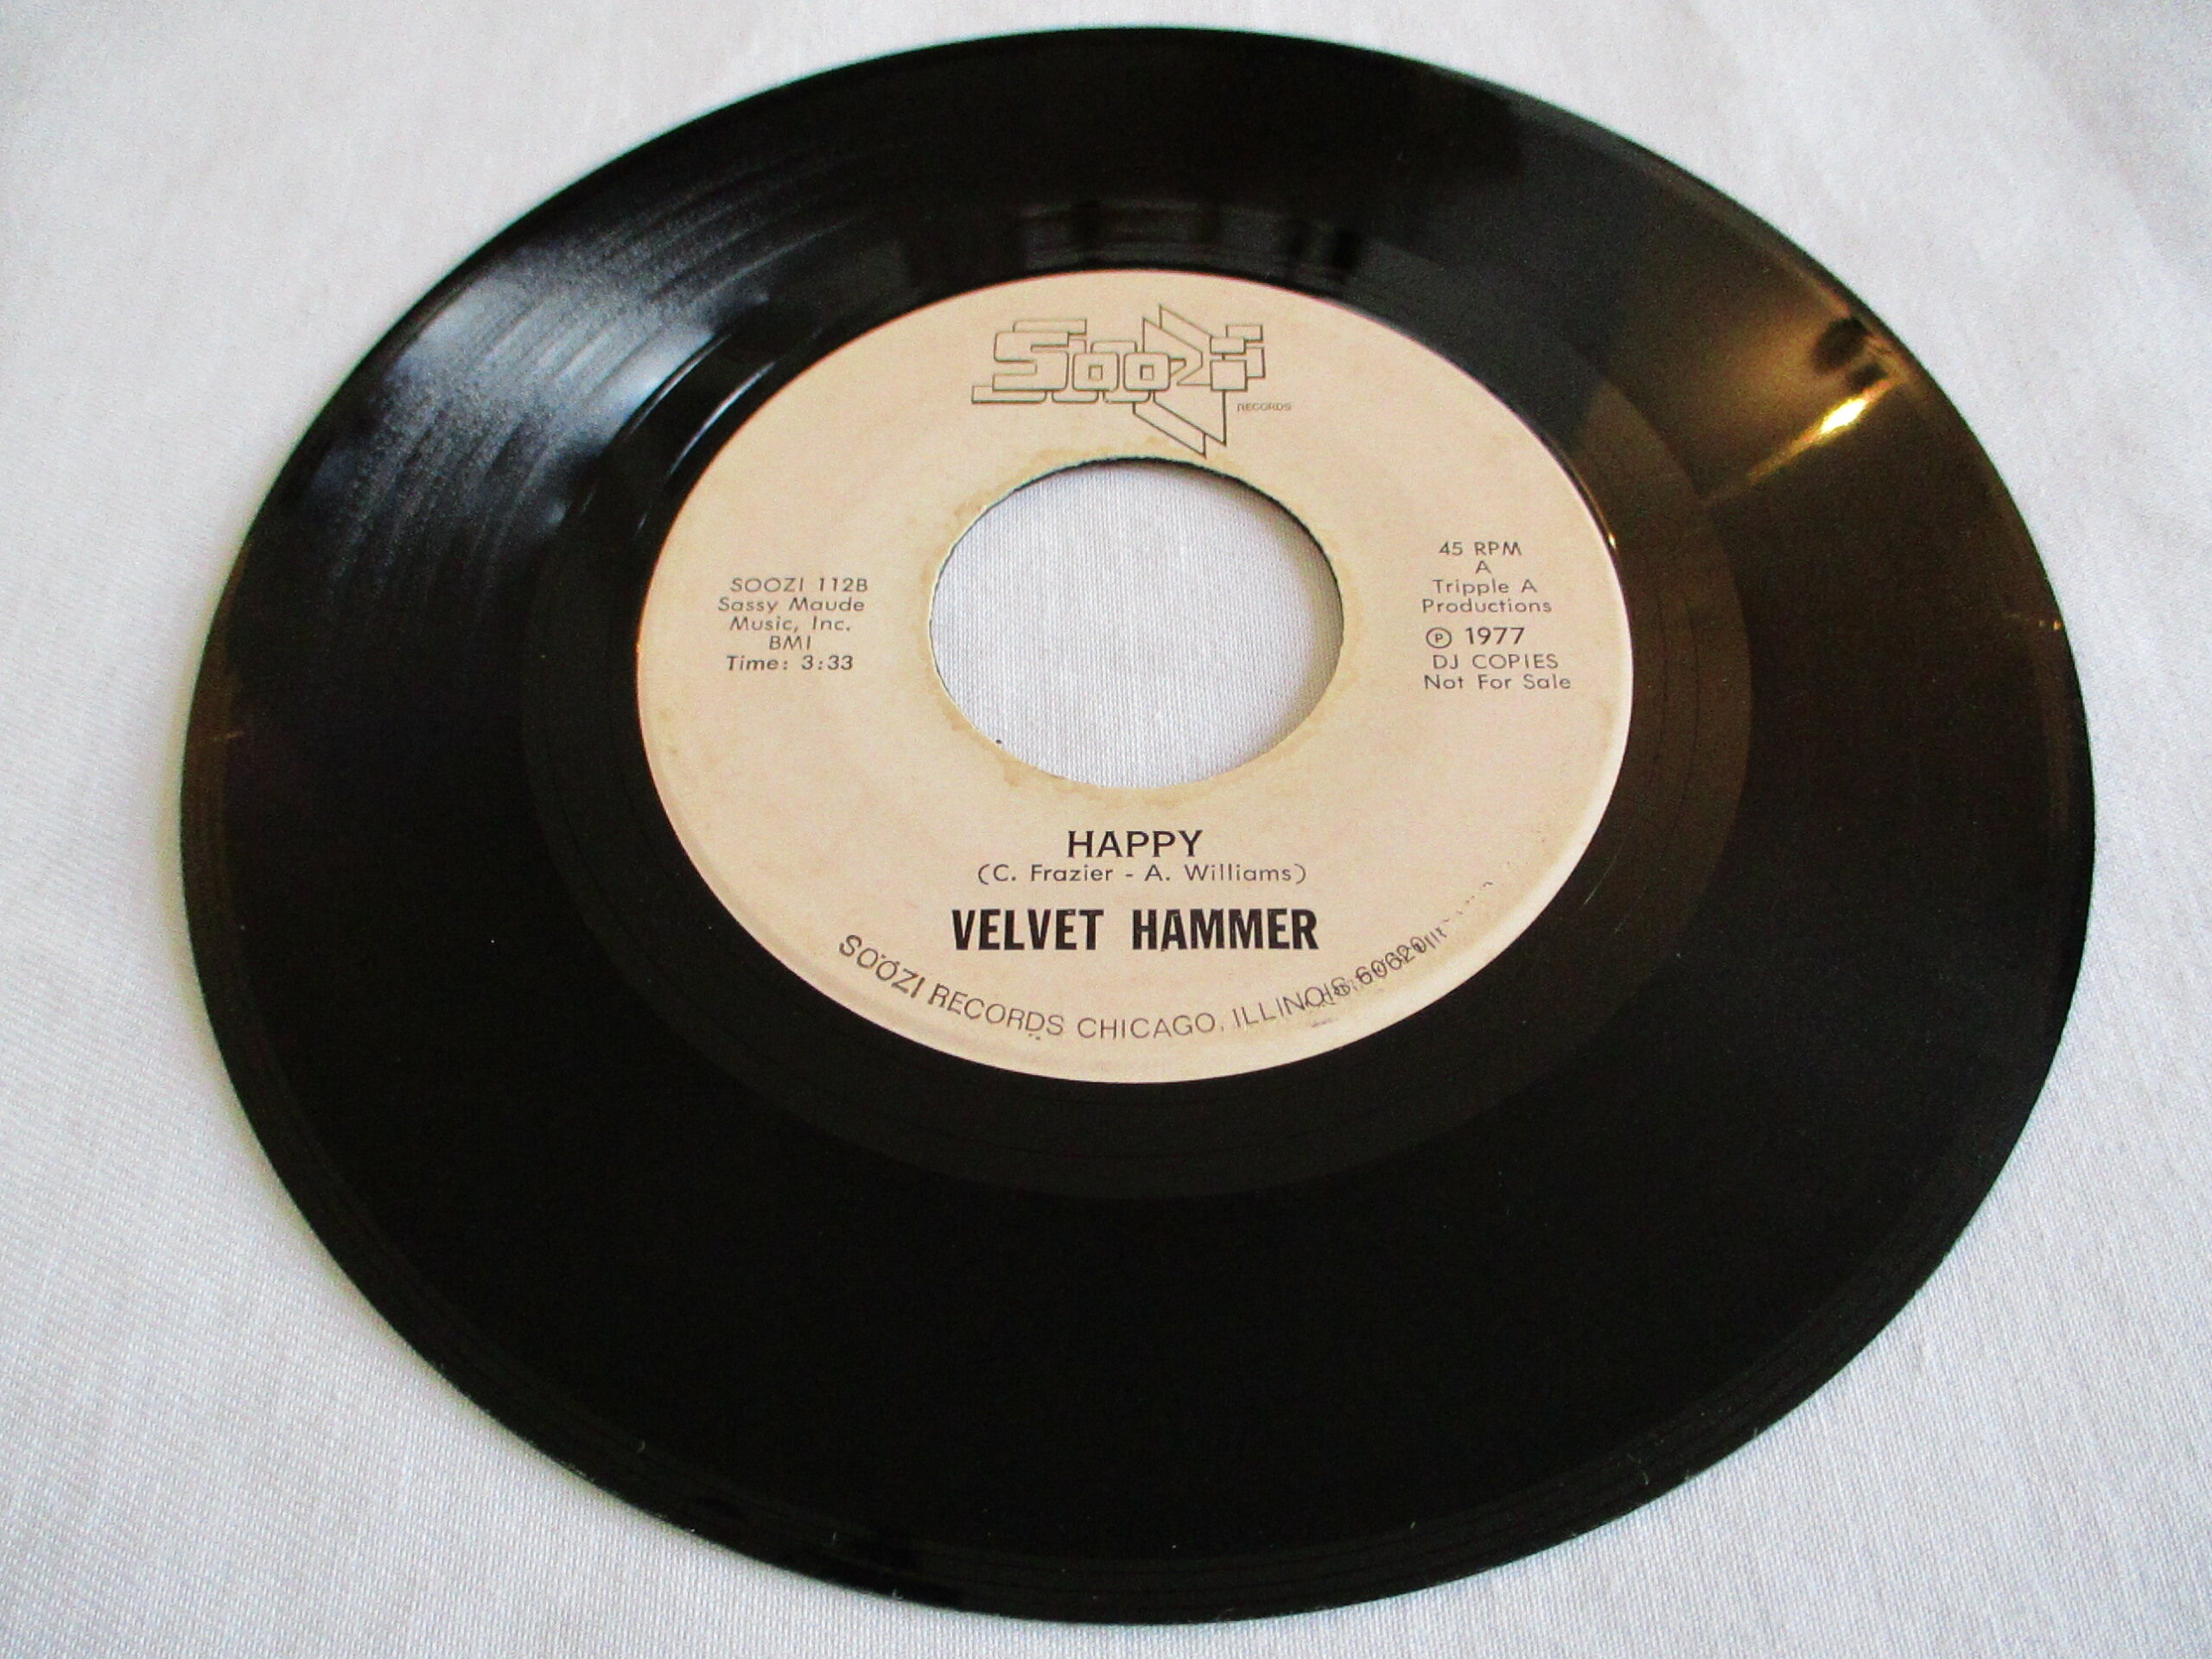 Soozi
RECORDS
SOOZI 112B
Sassy Maude
Music, Inc.
BMI
Time: 3:33
45 RPM
A
Tripple A
Productions
℗ 1977
DJ COPIES
Not For Sale
HAPPY
(C. Frazier - A. Williams)
VELVET HAMMER
SOOZI RECORDS CHICAGO, ILLINOIS 60620